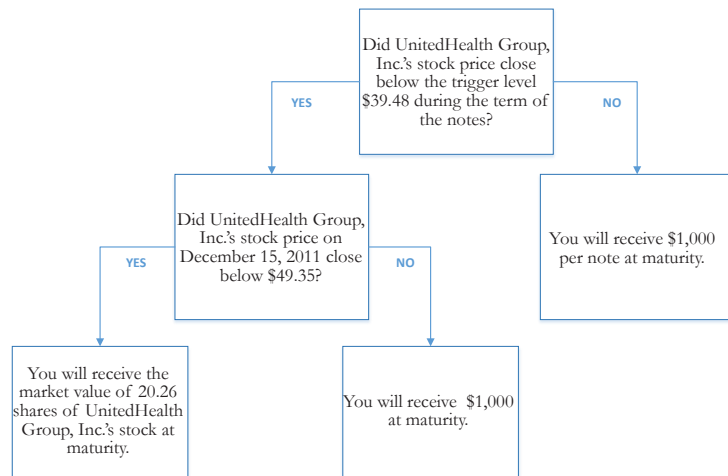 Did UnitedHealth Group,
Inc.'s stock price close
below the trigger level
$39.48 during the term of
the notes?
YES
NO
Did UnitedHealth Group,
Inc.'s stock price on
December 15, 2011 close
below $49.35?
You will receive $1,000
per note at maturity.
YES
NO
You will receive the
market value of 20.26
shares of UnitedHealth
Group, Inc.'s stock at
maturity.
You will receive $1,000
at maturity.